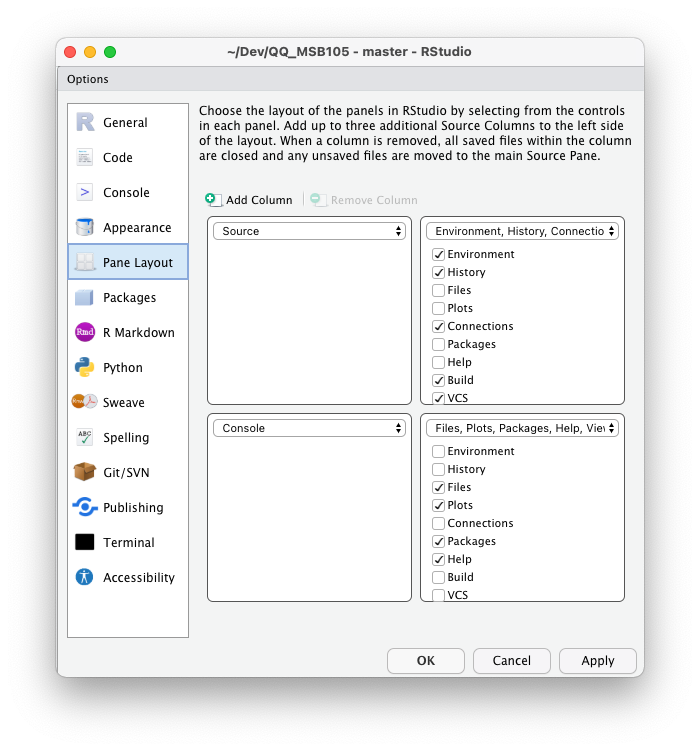 ~/Dev/QQ_MSB105 - master - RStudio
Options
General
Code
Console
Appearance
Pane Layout
Packages
Rmd
R Markdown
Python
Sweave
ABC
Spelling
Git/SVN
Publishing
Terminal
Accessibility
Choose the layout of the panels in RStudio by selecting from the controls
in each panel. Add up to three additional Source Columns to the left side
of the layout. When a column is removed, all saved files within the column
are closed and any unsaved files are moved to the main Source Pane.
Add Column
Remove Column
Source
Environment, History, Connectio
Environment
History
Files
Plots
Connections
Packages
Help
Build
VCS
Console
Files, Plots, Packages, Help, View
Environment
History
Files
Plots
Connections
Packages
Help
Build
VCS
OK
Cancel
Apply